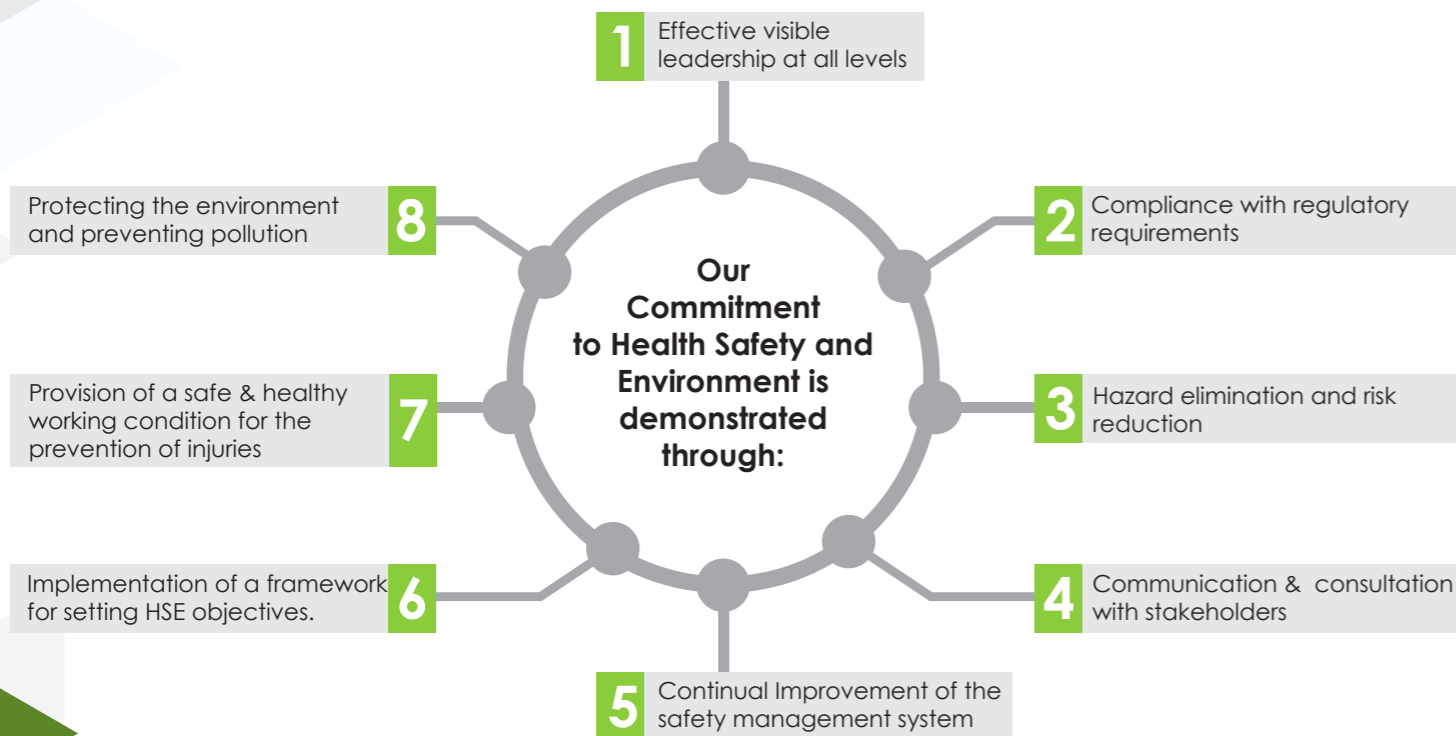 Our
Commitment
to Health Safety and
Environment is
demonstrated
through:
1
Effective visible
leadership at all levels
2
Compliance with regulatory
requirements
3
Hazard elimination and risk
reduction
4
Communication & consultation
with stakeholders
5
Continual Improvement of the
safety management system
6
Implementation of a framework
for setting HSE objectives.
7
Provision of a safe & healthy
working condition for the
prevention of injuries
8
Protecting the environment
and preventing pollution